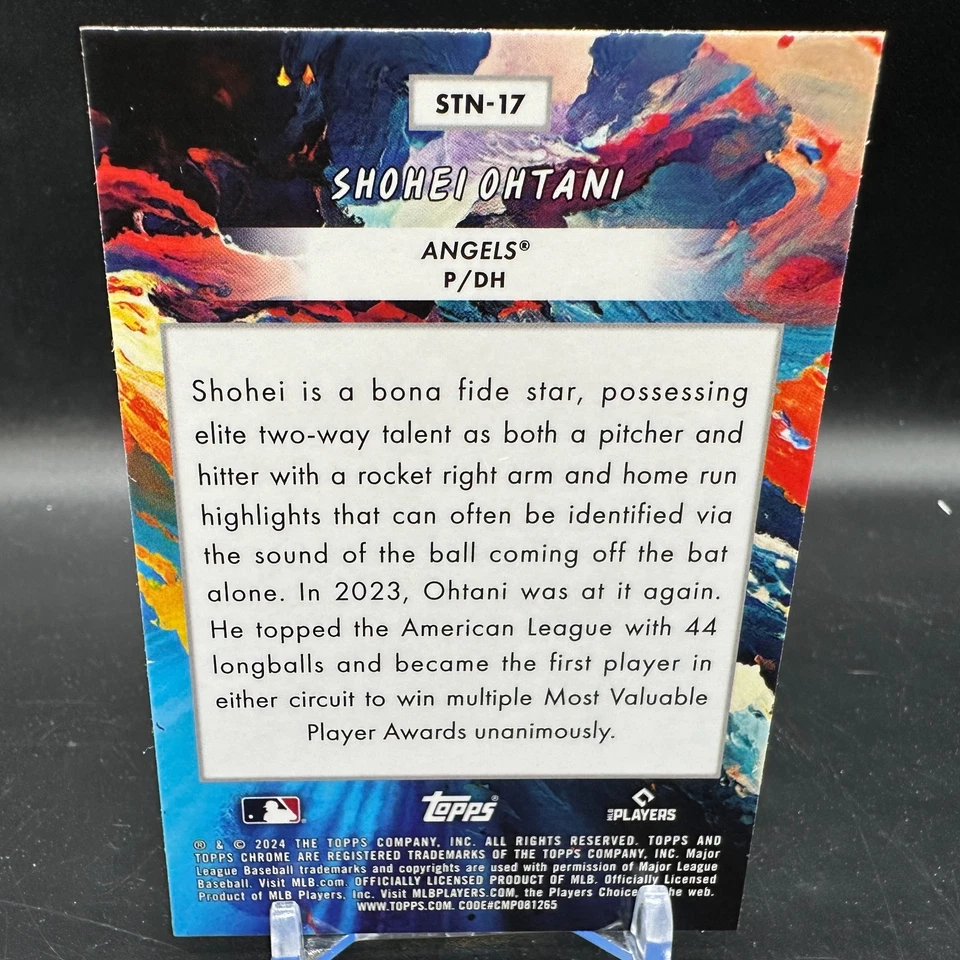 STN-17
SHOHEI OHTANI
ANGELS®
P/DH
Shohei is a bona fide star, possessing
elite two-way talent as both a pitcher and
hitter with a rocket right arm and home run
highlights that can often be identified via
the sound of the ball coming off the bat
alone. In 2023, Ohtani was at it again.
He topped the American League with 44
longballs and became the first player in
either circuit to win multiple Most Valuable
Player Awards unanimously.
topps®
MLB PLAYERS
® & © 2024 THE TOPPS COMPANY, INC. ALL RIGHTS RESERVED. TOPPS AND
TOPPS CHROME ARE REGISTERED TRADEMARKS OF THE TOPPS COMPANY, INC. Major
League Baseball trademarks and copyrights are used with permission of Major League
Baseball. Visit MLB.com. OFFICIALLY LICENSED PRODUCT OF MLB. Officially Licensed
Product of MLB Players, Inc. Visit MLBPLAYERS.COM, the Players Choice the web.
WWW.TOPPS.COM. CODE#CMP081265